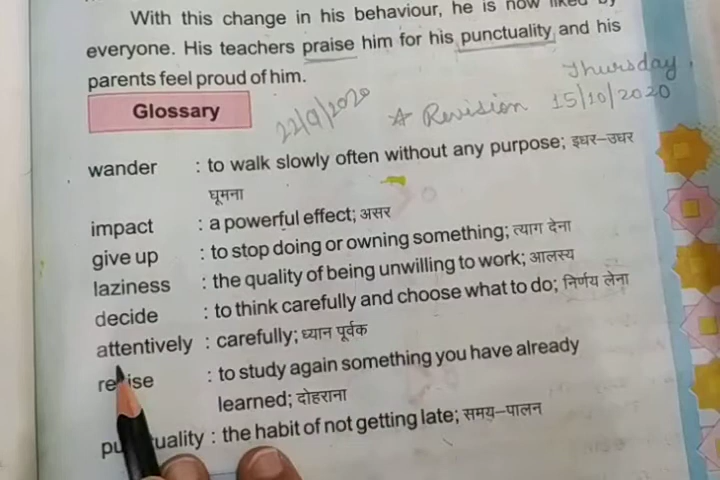 With this change in his behaviour, he is now liked by
everyone. His teachers praise him for his punctuality and his
parents feel proud of him.
Thursday
Glossary
22/9/2020
☆ Revision 15/10/2020
wander : to walk slowly often without any purpose; इधर-उधर
घूमना
impact : a powerful effect; असर
give up : to stop doing or owning something; त्याग देना
laziness : the quality of being unwilling to work; आलस्य
decide : to think carefully and choose what to do; निर्णय लेना
attentively : carefully; ध्यान पूर्वक
revise : to study again something you have already
learned; दोहराना
punctuality : the habit of not getting late; समय-पालन